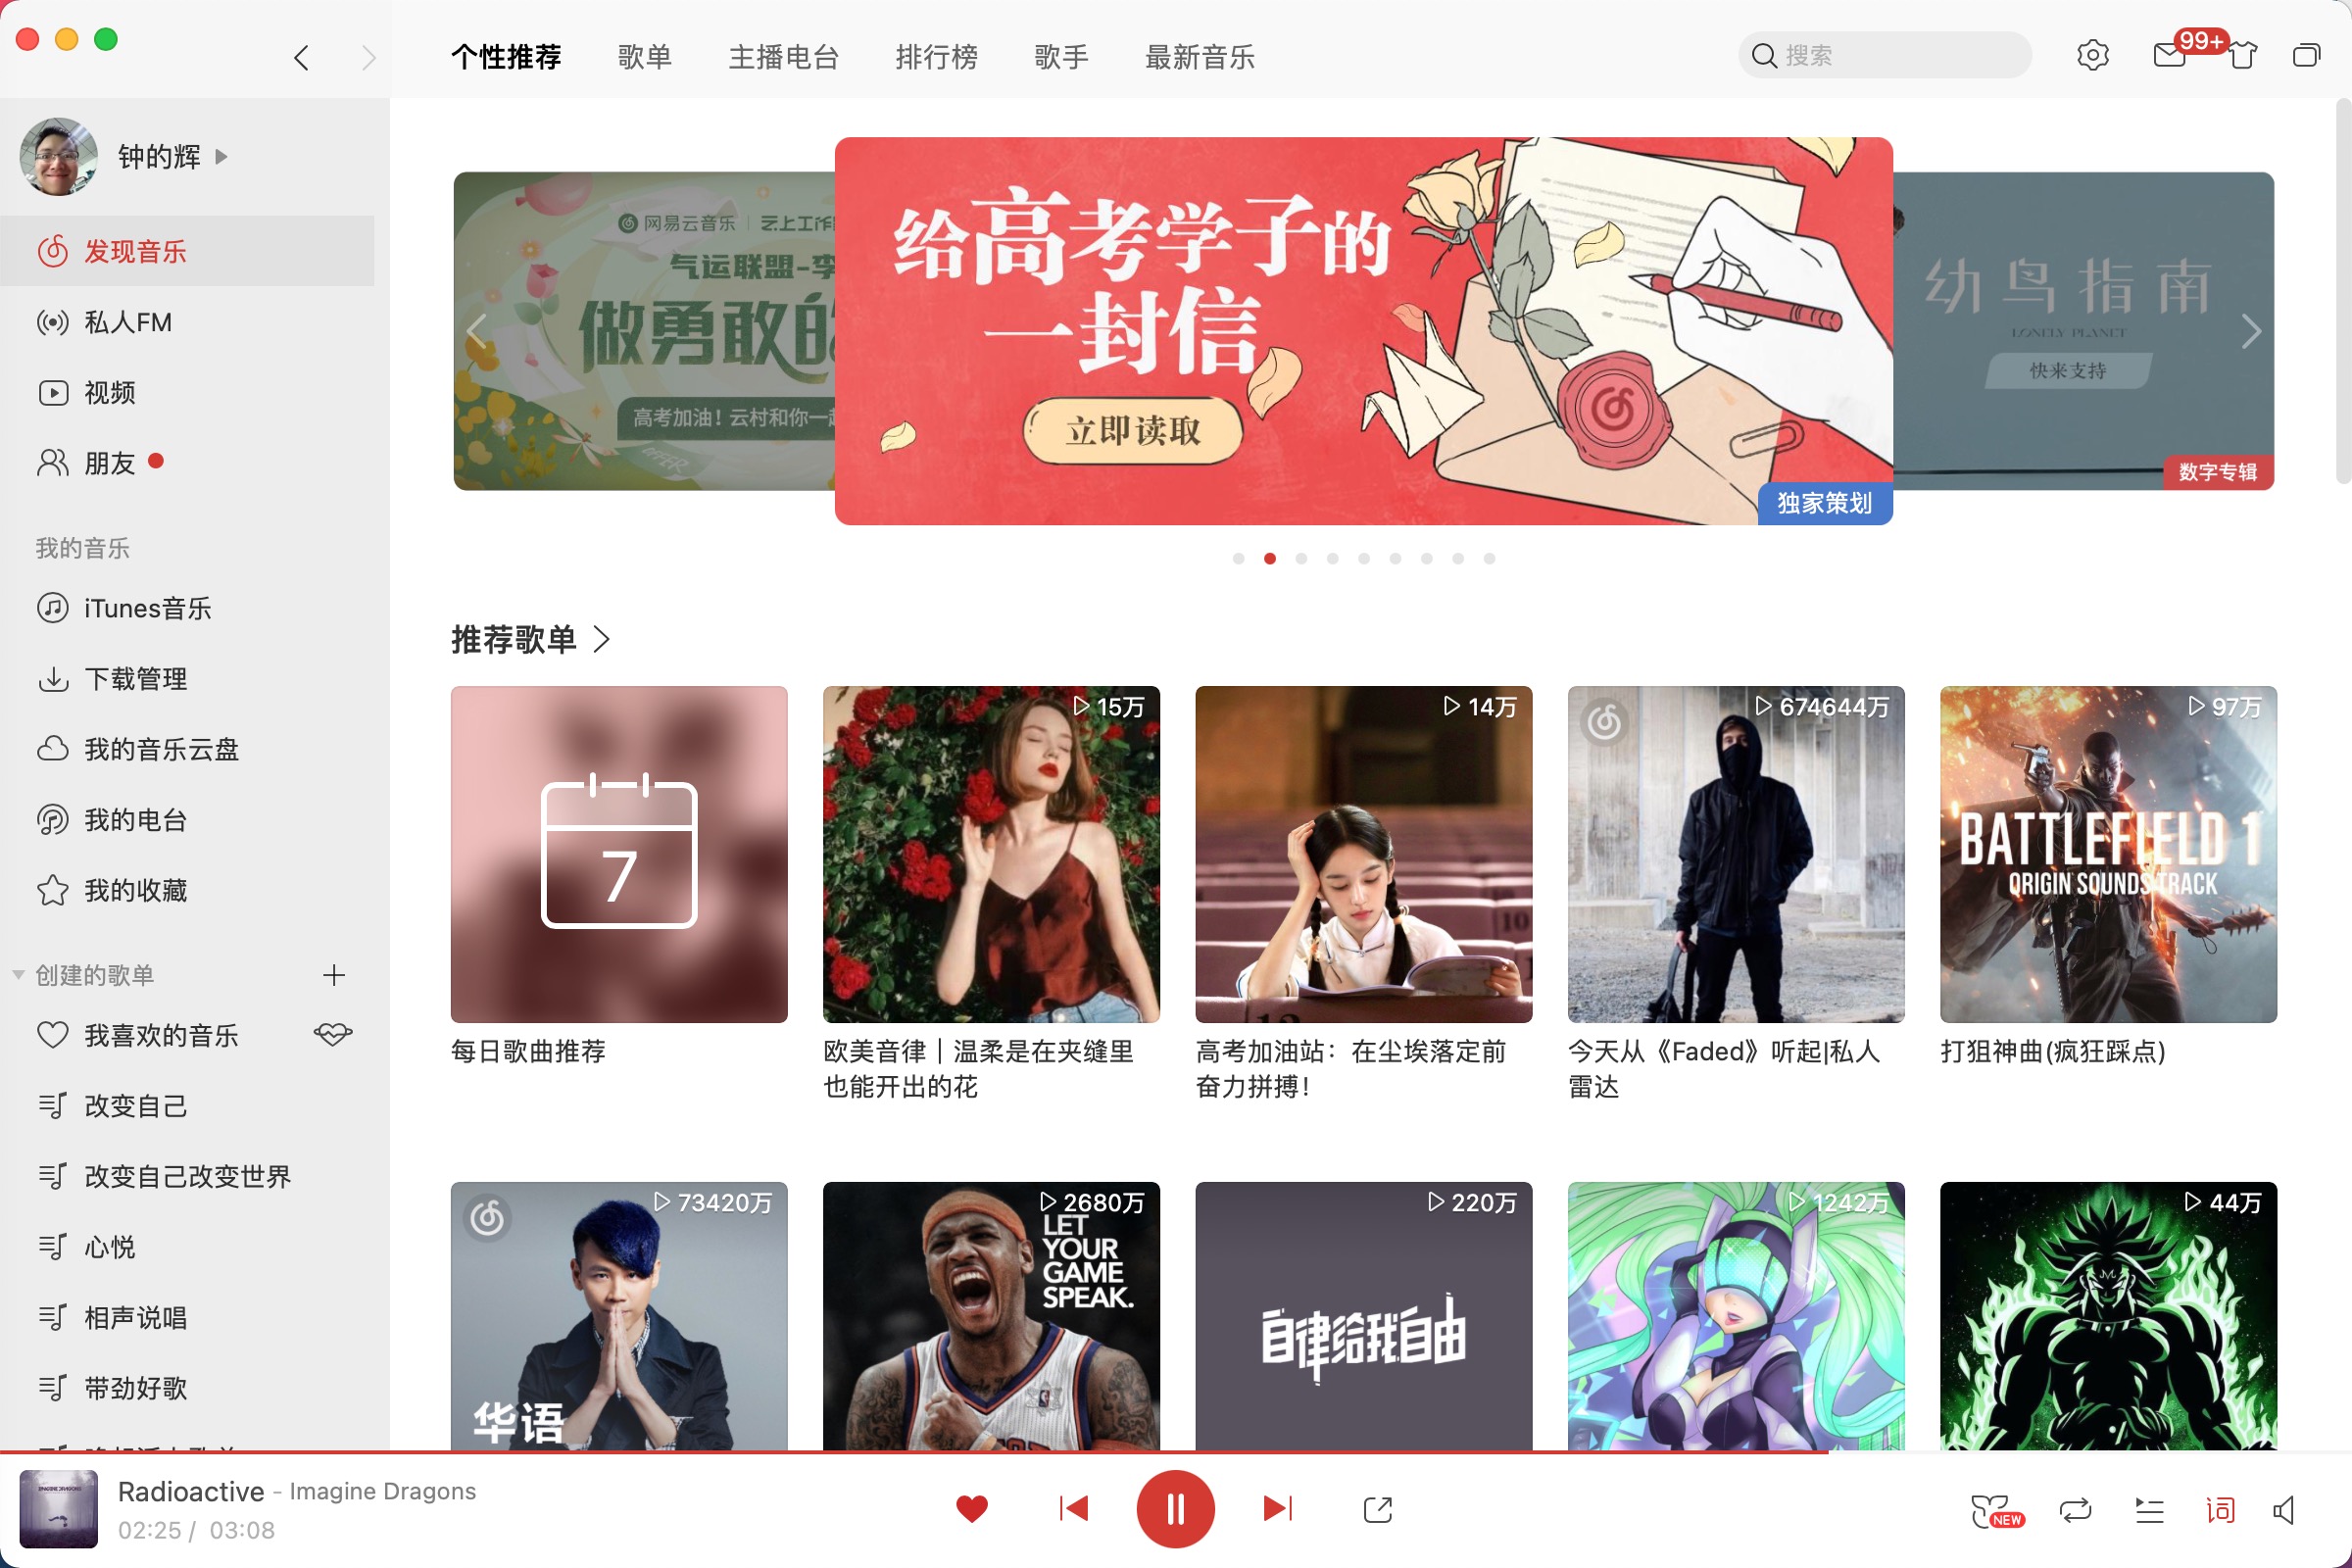 个性推荐 歌单 主播电台 排行榜 歌手 最新音乐
搜索
99+
钟的辉
发现音乐
私人FM
视频
朋友
我的音乐
iTunes音乐
下载管理
我的音乐云盘
我的电台
我的收藏
创建的歌单
我喜欢的音乐
改变自己
改变自己改变世界
心悦
相声说唱
带劲好歌
网易云音乐
气运联盟-李
做勇敢的
高考加油！云村和你一起
OFFER
给高考学子的
一封信
立即读取
独家策划
幼鸟指南
LONELY PLANET
快来支持
数字专辑
推荐歌单
7
每日歌曲推荐
15万
欧美音律｜温柔是在夹缝里
也能开出的花
14万
10
高考加油站：在尘埃落定前
奋力拼搏！
674644万
今天从《Faded》听起|私人
雷达
97万
BATTLEFIELD 1
ORIGIN SOUNDSTRACK
打狙神曲(疯狂踩点)
73420万
华语
2680万
LET
YOUR
GAME
SPEAK.
220万
自律给我自由
1242万
44万
Radioactive - Imagine Dragons
02:25 / 03:08
NEW
词